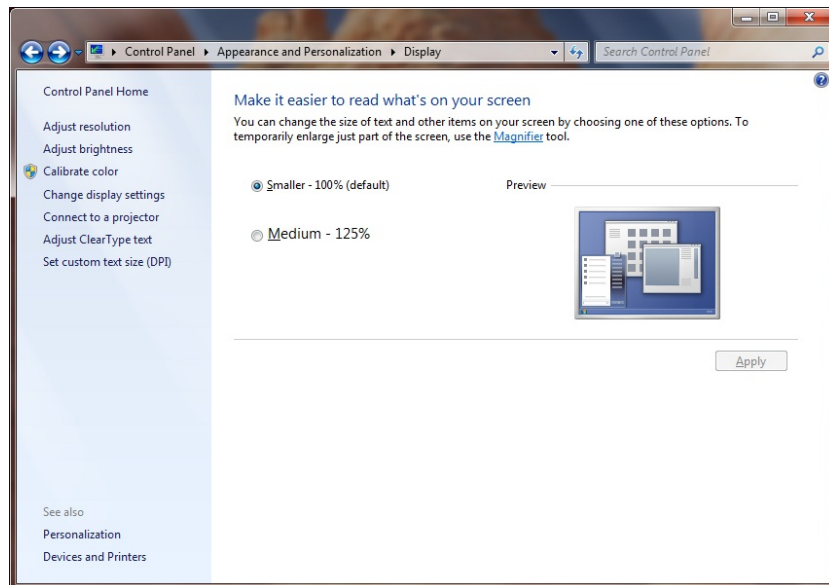 Control Panel ▸ Appearance and Personalization ▸ Display
Search Control Panel
Control Panel Home
Adjust resolution
Adjust brightness
Calibrate color
Change display settings
Connect to a projector
Adjust ClearType text
Set custom text size (DPI)
See also
Personalization
Devices and Printers
Make it easier to read what's on your screen
You can change the size of text and other items on your screen by choosing one of these options. To
temporarily enlarge just part of the screen, use the Magnifier tool.
Smaller - 100% (default)
Preview
Medium - 125%
Apply